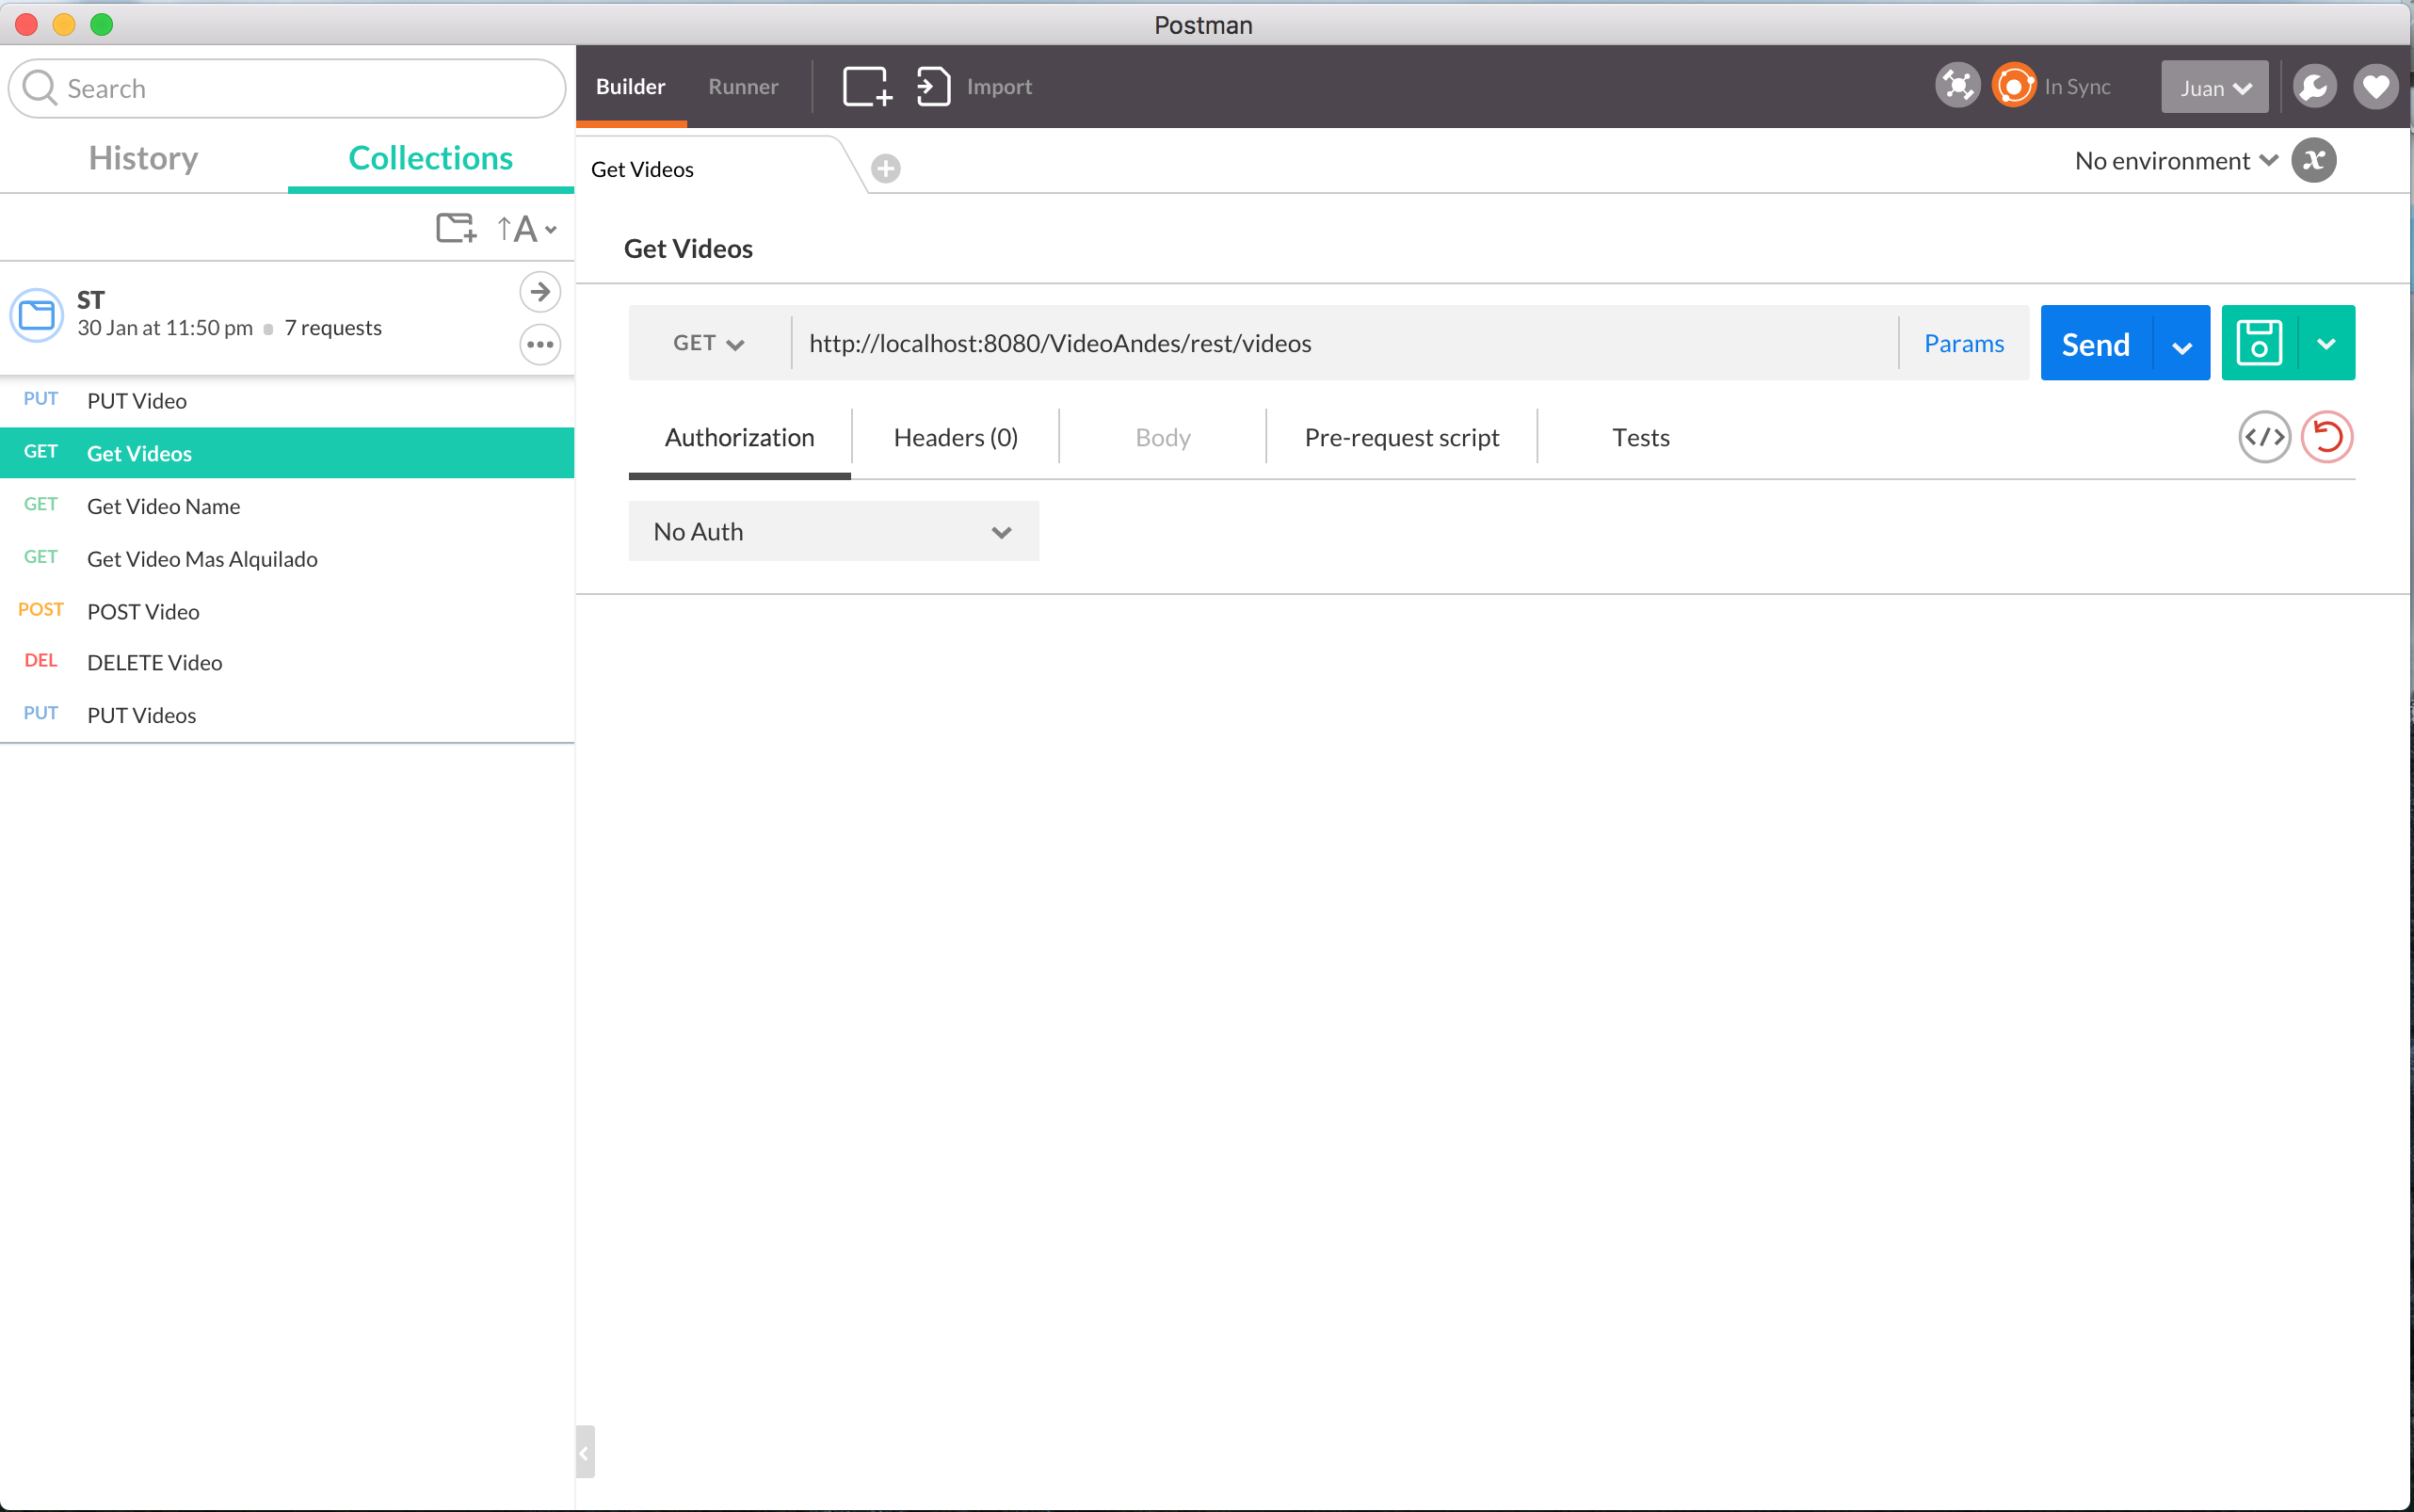 Postman
Search
Builder
Runner
Import
In Sync
Juan
History
Collections
Get Videos
No environment
x
↑A
Get Videos
ST
30 Jan at 11:50 pm
7 requests
GET
http://localhost:8080/VideoAndes/rest/videos
Params
Send
PUT PUT Video
GET Get Videos
GET Get Video Name
GET Get Video Mas Alquilado
POST POST Video
DEL DELETE Video
PUT PUT Videos
Authorization
Headers (0)
Body
Pre-request script
Tests
</>
No Auth